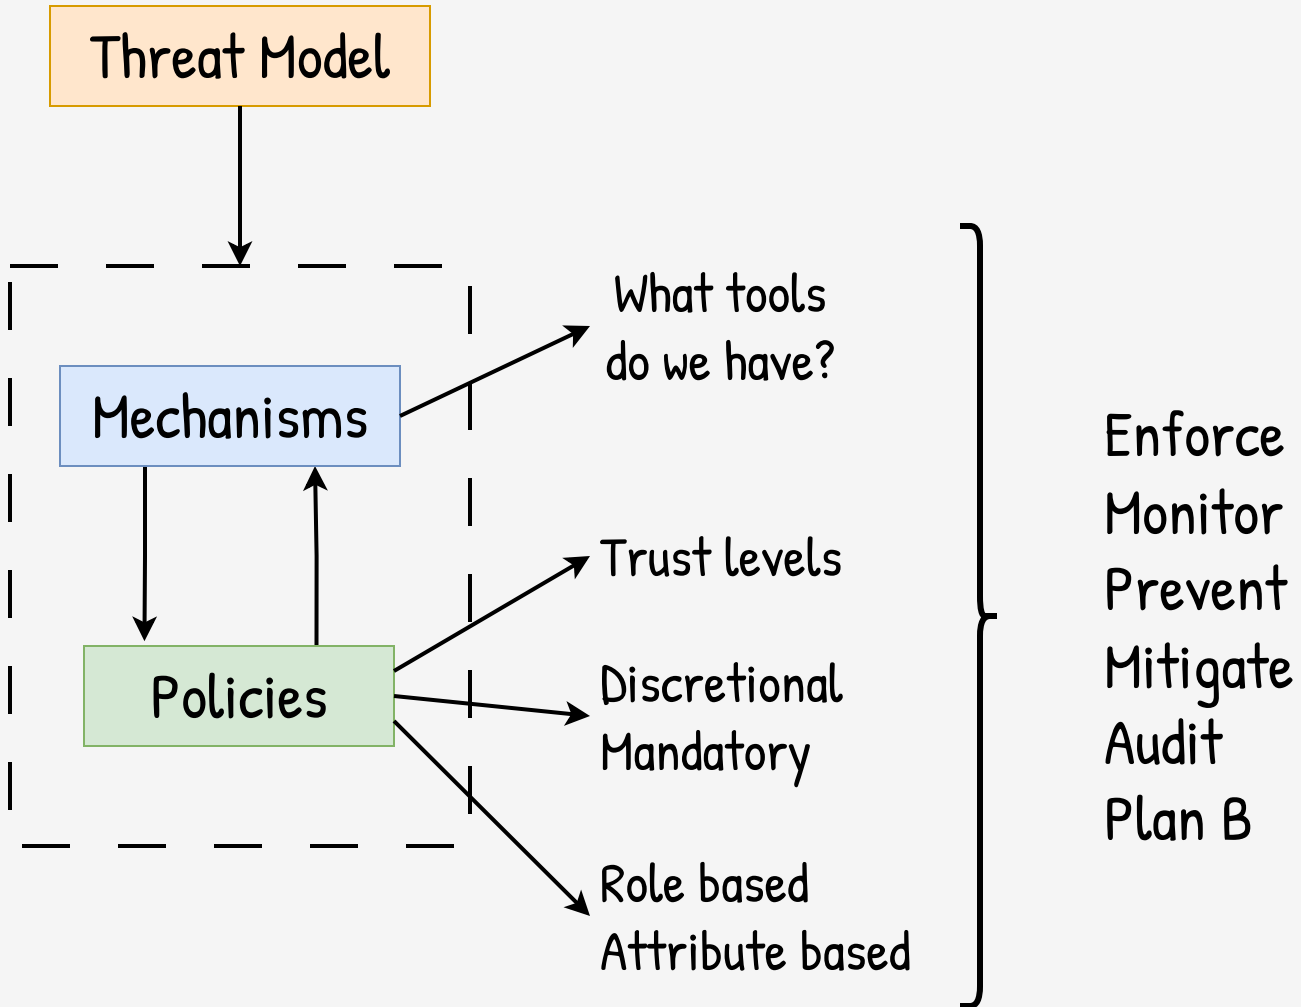 Threat Model
Mechanisms
Policies
What tools
do we have?
Trust levels
Discretional
Mandatory
Role based
Attribute based
Enforce
Monitor
Prevent
Mitigate
Audit
Plan B